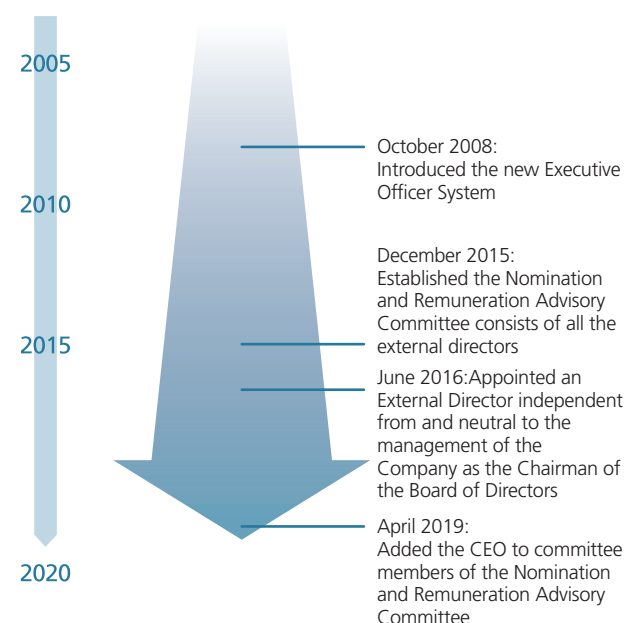 2005
October 2008:
Introduced the new Executive
Officer System
2010
December 2015:
Established the Nomination
and Remuneration Advisory
Committee consists of all the
external directors
2015
June 2016:Appointed an
External Director independent
from and neutral to the
management of the
Company as the Chairman of
the Board of Directors
April 2019:
Added the CEO to committee
members of the Nomination
and Remuneration Advisory
Committee
2020